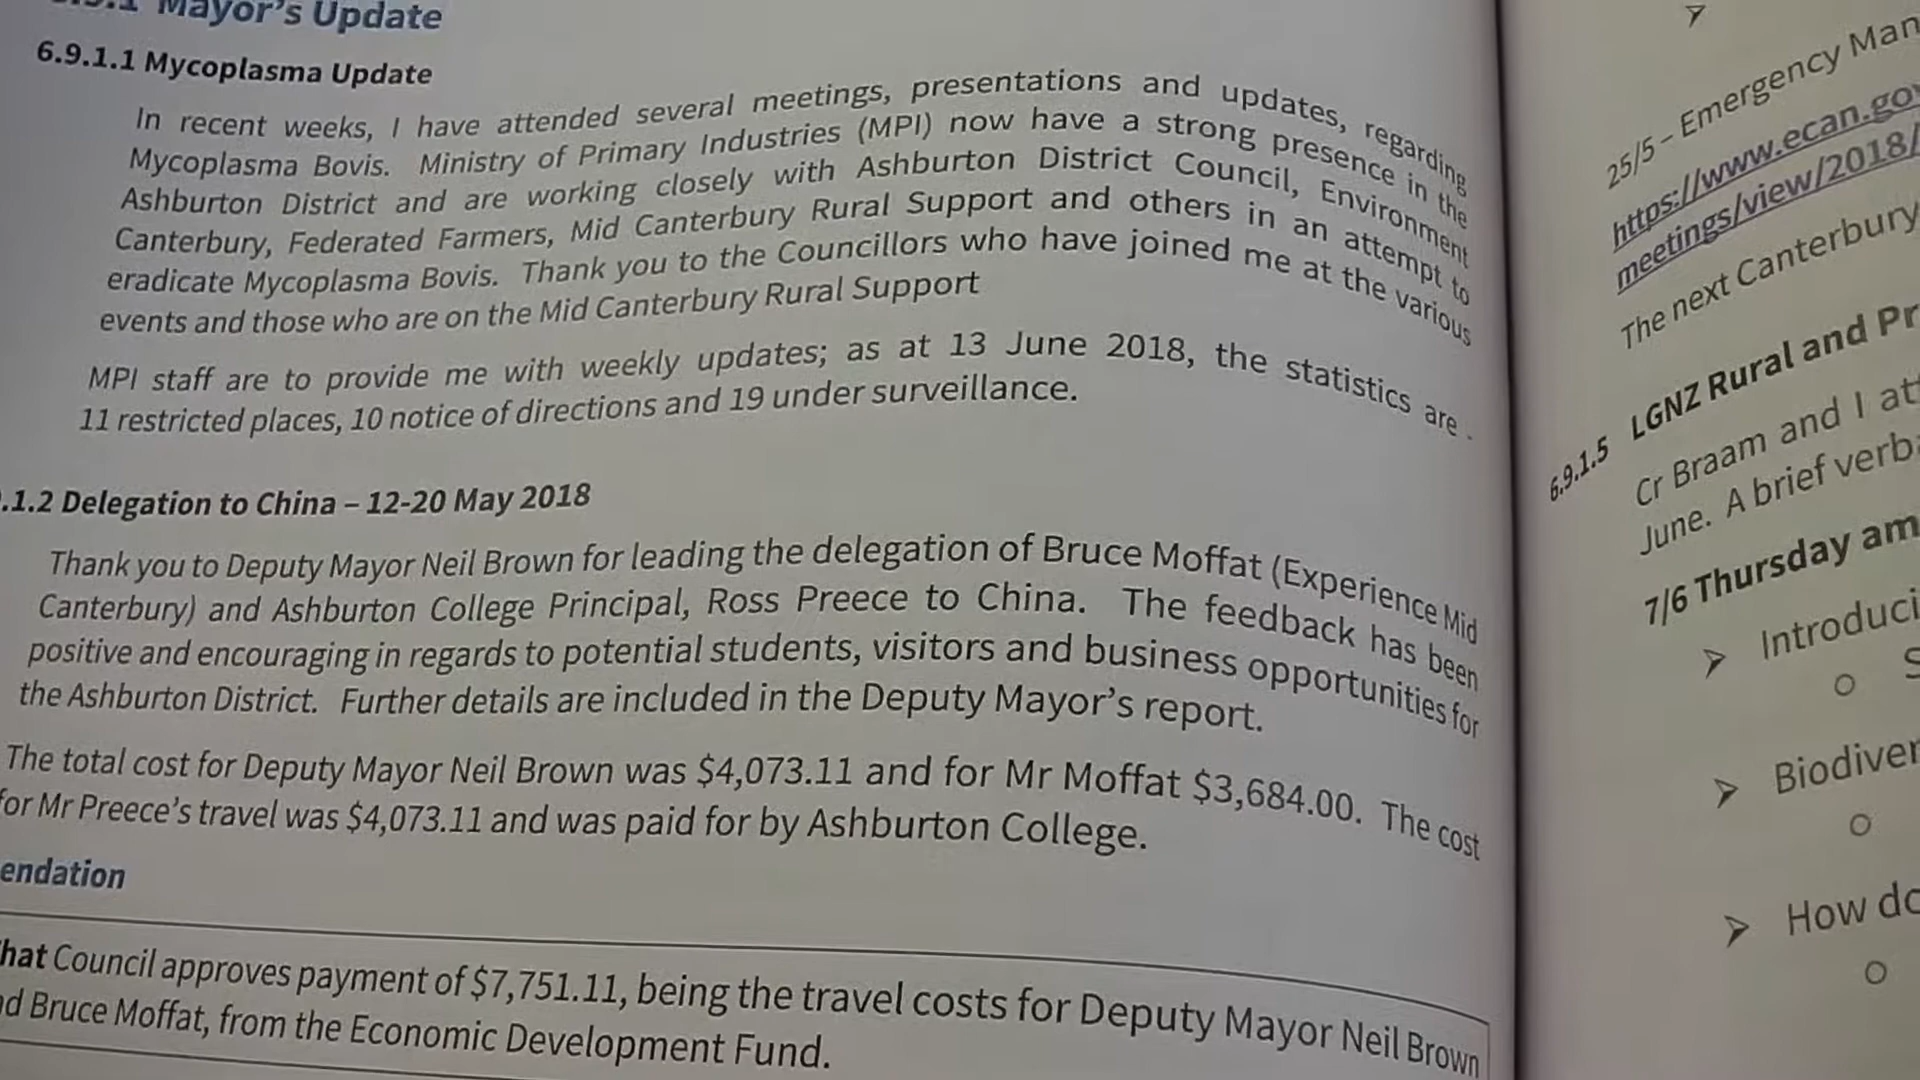 Mayor's Update
6.9.1.1 Mycoplasma Update
In recent weeks, I have attended several meetings, presentations and updates, regarding
Mycoplasma Bovis. Ministry of Primary Industries (MPI) now have a strong presence in the
Ashburton District and are working closely with Ashburton District Council, Environment
Canterbury, Federated Farmers, Mid Canterbury Rural Support and others in an attempt to
eradicate Mycoplasma Bovis. Thank you to the Councillors who have joined me at the various
events and those who are on the Mid Canterbury Rural Support
MPI staff are to provide me with weekly updates; as at 13 June 2018, the statistics are -
11 restricted places, 10 notice of directions and 19 under surveillance.
.1.2 Delegation to China – 12-20 May 2018
Thank you to Deputy Mayor Neil Brown for leading the delegation of Bruce Moffat (Experience Mid
Canterbury) and Ashburton College Principal, Ross Preece to China. The feedback has been
positive and encouraging in regards to potential students, visitors and business opportunities for
the Ashburton District. Further details are included in the Deputy Mayor's report.
The total cost for Deputy Mayor Neil Brown was $4,073.11 and for Mr Moffat $3,684.00. The cost
for Mr Preece's travel was $4,073.11 and was paid for by Ashburton College.
endation
hat Council approves payment of $7,751.11, being the travel costs for Deputy Mayor Neil Brown
d Bruce Moffat, from the Economic Development Fund.
25/5 – Emergency Man
https://www.ecan.gov
meetings/view/2018/
The next Canterbury
6.9.1.5 LGNZ Rural and Pr
Cr Braam and I at
June. A brief verb
7/6 Thursday am
Introduci
S
Biodiver
How do